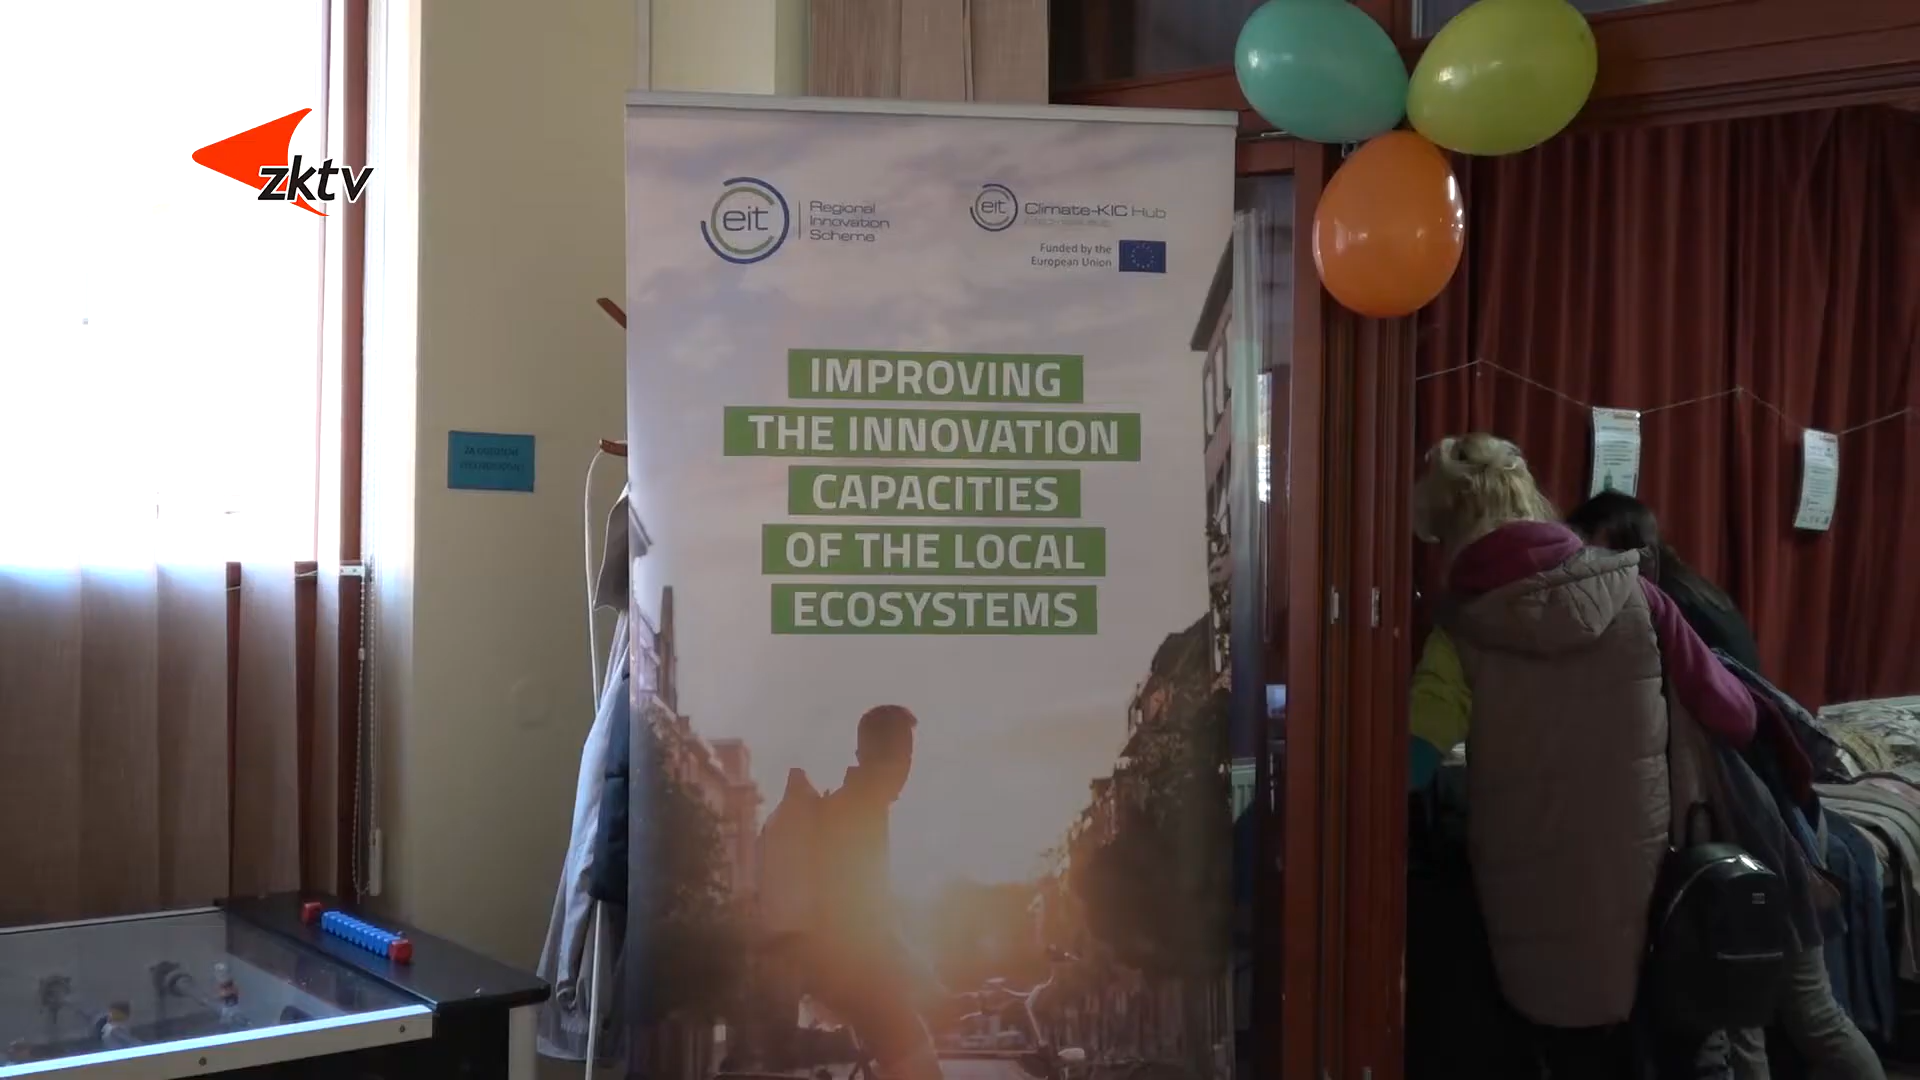 zktv
eit
Regional
Innovation
Scheme
eit
Climate-KIC Hub
Funded by the
European Union
IMPROVING
THE INNOVATION
CAPACITIES
OF THE LOCAL
ECOSYSTEMS